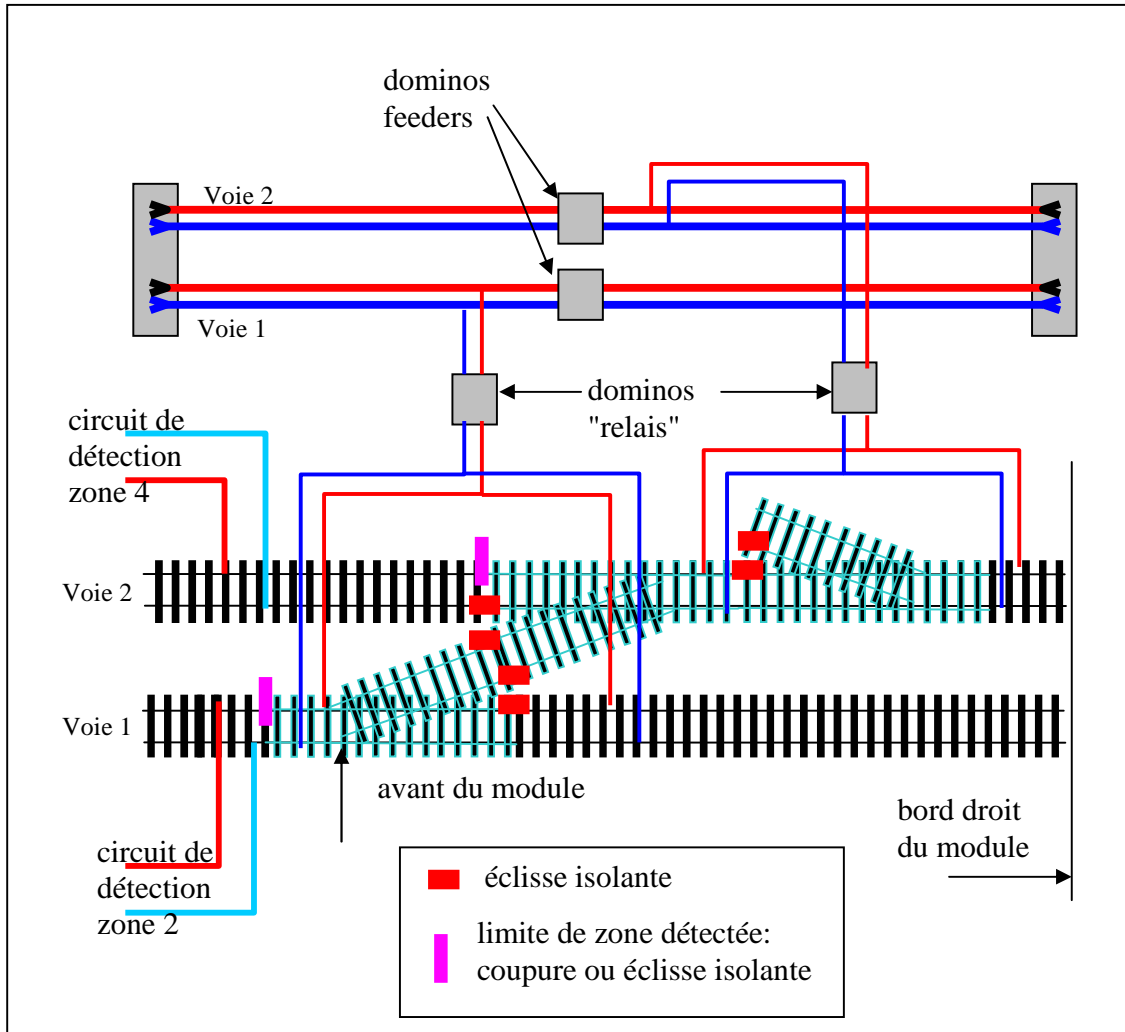 dominos
feeders
Voie 2
Voie 1
dominos
"relais"
circuit de
détection
zone 4
Voie 2
Voie 1
avant du module
bord droit
du module
circuit de
détection
zone 2
éclisse isolante
limite de zone détectée:
coupure ou éclisse isolante